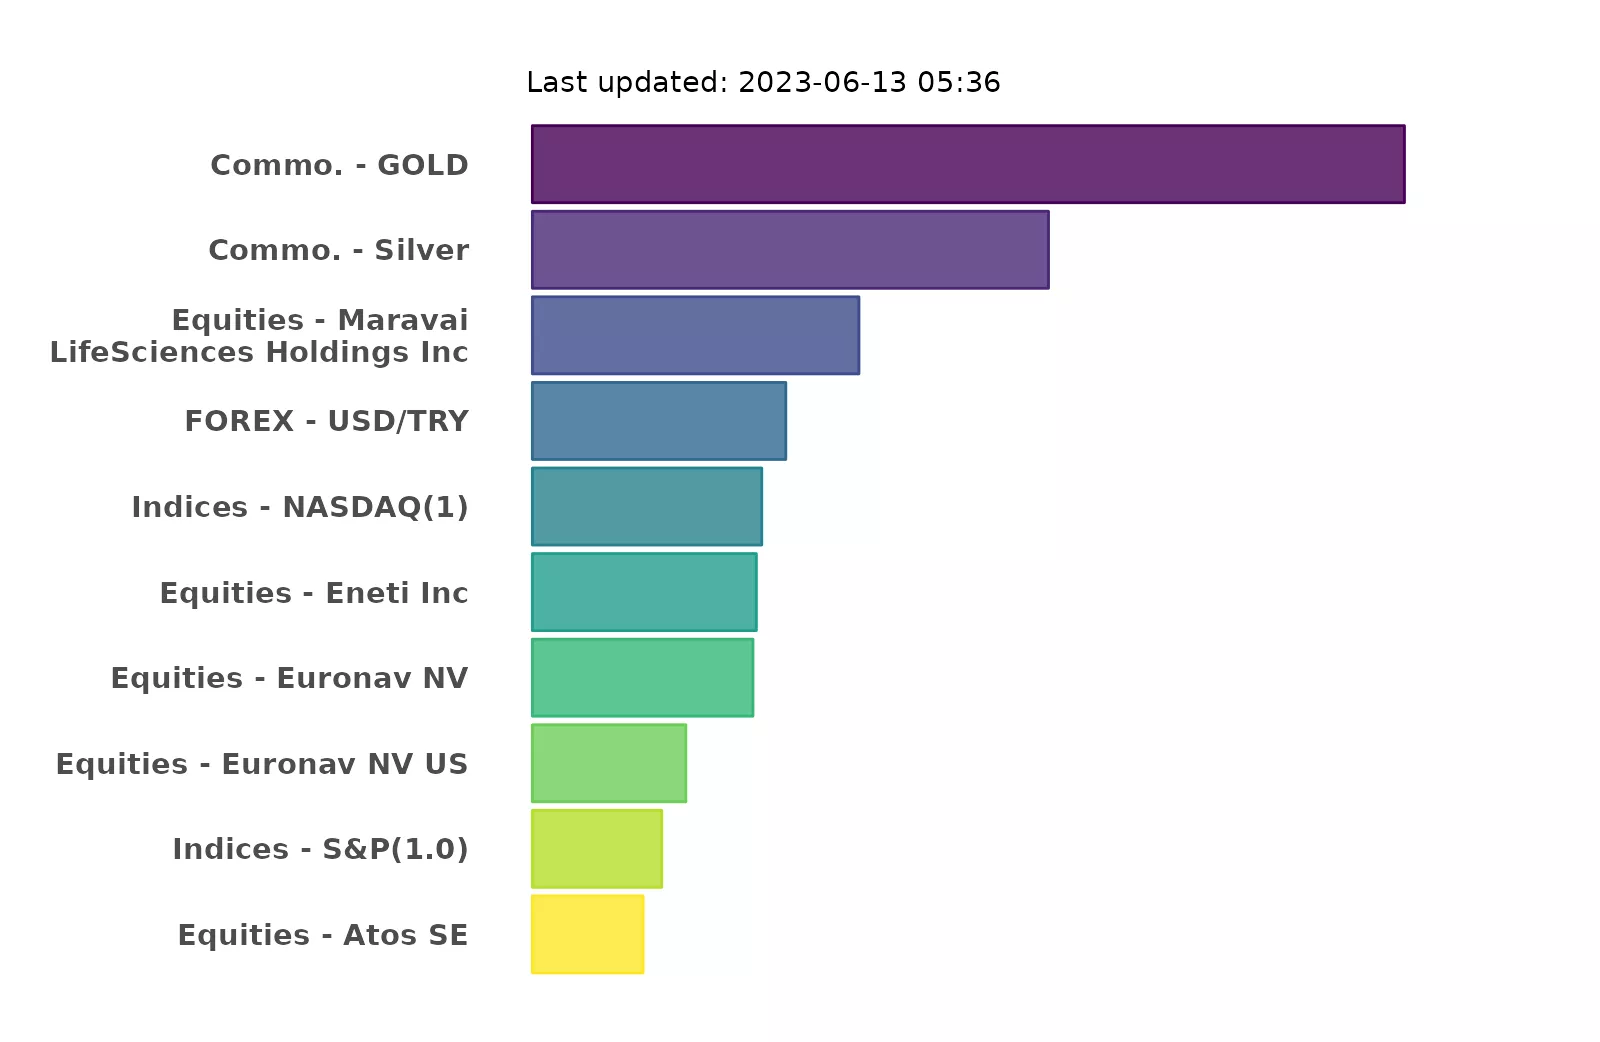 Last updated: 2023-06-13 05:36
Commo. - GOLD
Commo. - Silver
Equities - Maravai
LifeSciences Holdings Inc
FOREX - USD/TRY
Indices - NASDAQ(1)
Equities - Eneti Inc
Equities - Euronav NV
Equities - Euronav NV US
Indices - S&P(1.0)
Equities - Atos SE